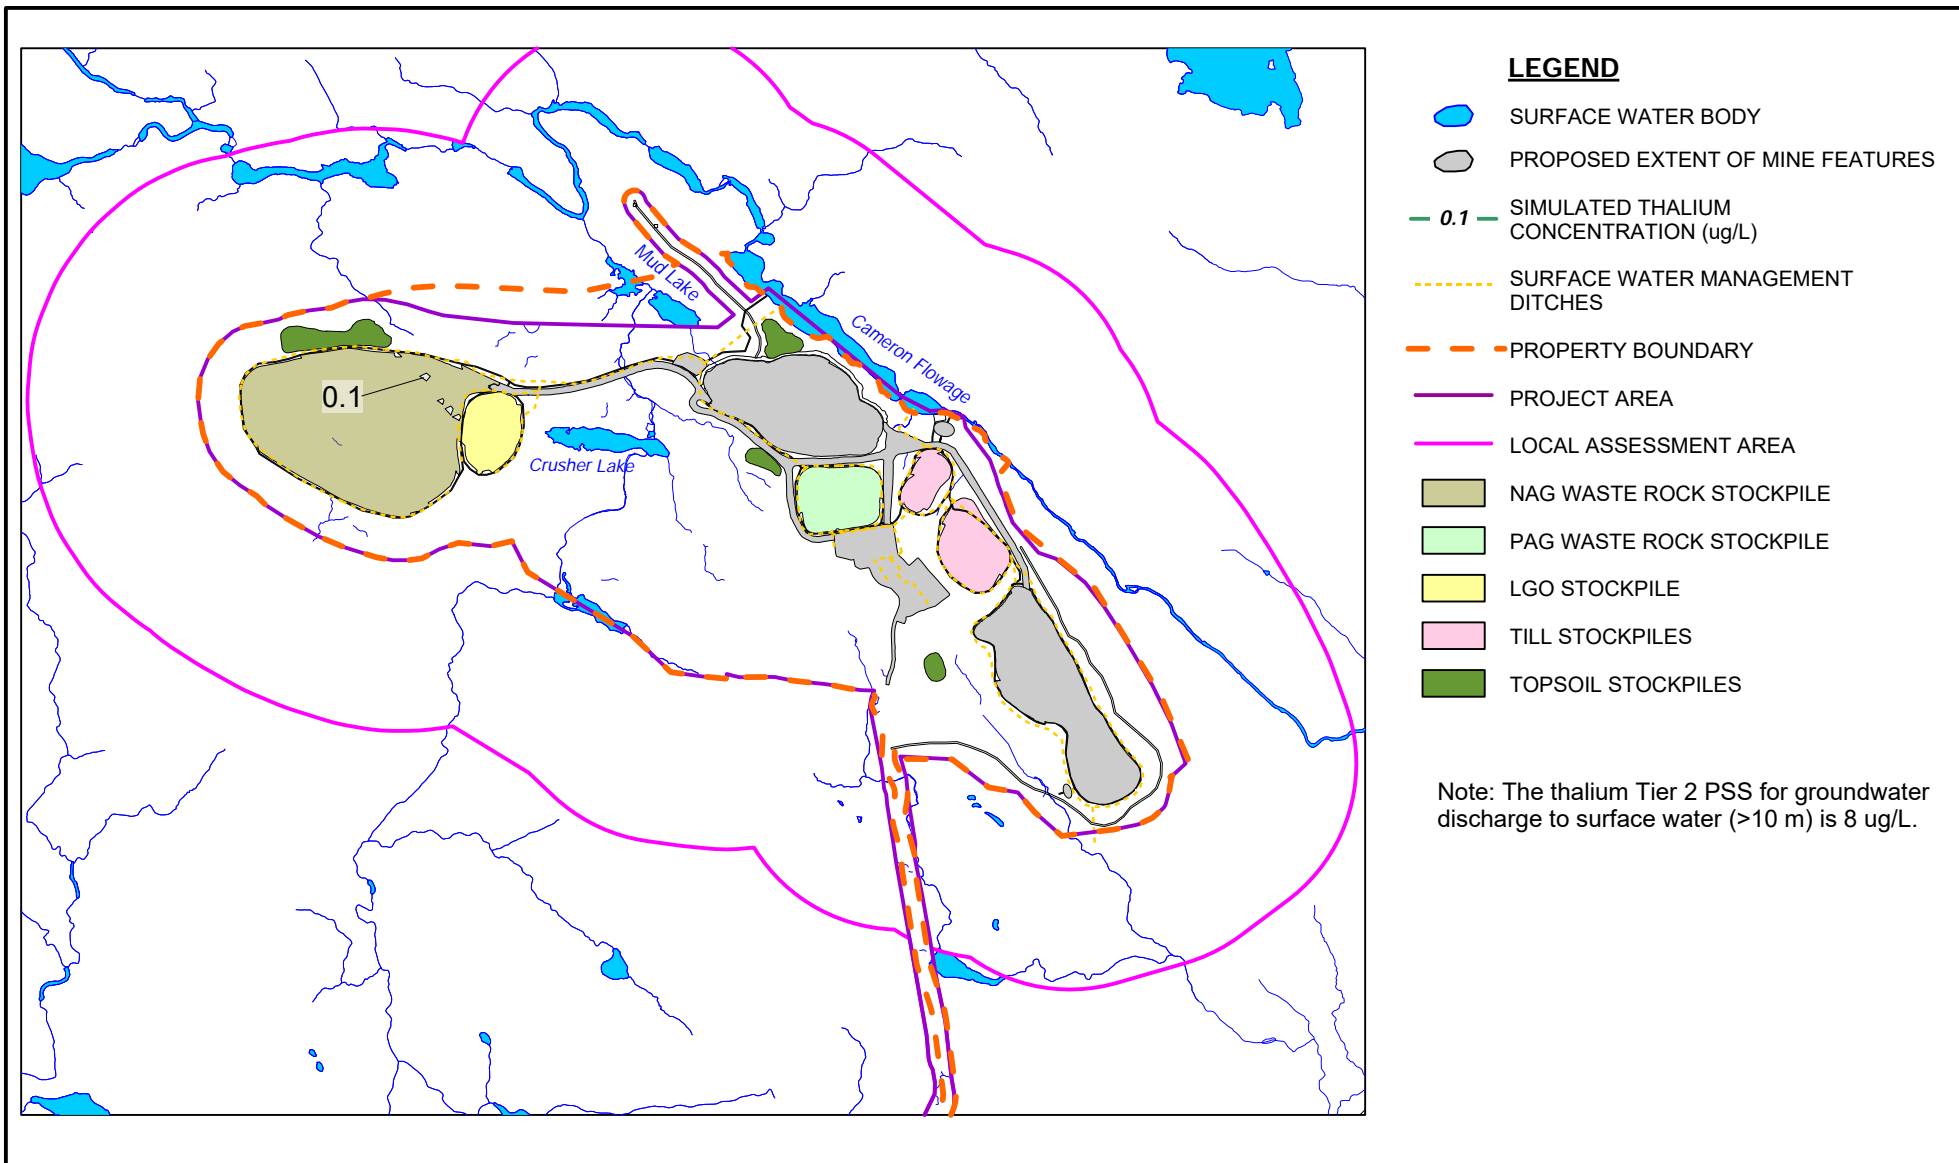 LEGEND
SURFACE WATER BODY
PROPOSED EXTENT OF MINE FEATURES
0.1
SIMULATED THALIUM
CONCENTRATION (ug/L)
SURFACE WATER MANAGEMENT
DITCHES
PROPERTY BOUNDARY
PROJECT AREA
LOCAL ASSESSMENT AREA
NAG WASTE ROCK STOCKPILE
PAG WASTE ROCK STOCKPILE
LGO STOCKPILE
TILL STOCKPILES
TOPSOIL STOCKPILES
Note: The thalium Tier 2 PSS for groundwater
discharge to surface water (>10 m) is 8 ug/L.
Mud Lake
Cameron Flowage
0.1
Crusher Lake